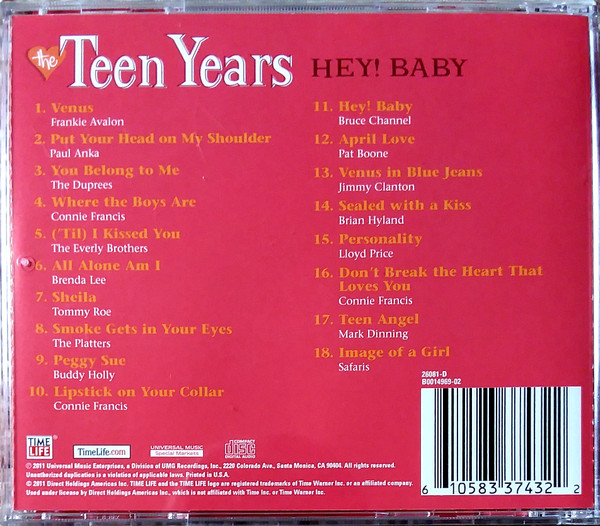 the Teen Years HEY! BABY
1. Venus
Frankie Avalon
2. Put Your Head on My Shoulder
Paul Anka
3. You Belong to Me
The Duprees
4. Where the Boys Are
Connie Francis
5. ('Til) I Kissed You
The Everly Brothers
6. All Alone Am I
Brenda Lee
7. Sheila
Tommy Roe
8. Smoke Gets in Your Eyes
The Platters
9. Peggy Sue
Buddy Holly
10. Lipstick on Your Collar
Connie Francis
11. Hey! Baby
Bruce Channel
12. April Love
Pat Boone
13. Venus in Blue Jeans
Jimmy Clanton
14. Sealed with a Kiss
Brian Hyland
15. Personality
Lloyd Price
16. Don't Break the Heart That
Loves You
Connie Francis
17. Teen Angel
Mark Dinning
18. Image of a Girl
Safaris
26081-D
B0014969-02
TIME
LIFE
TimeLife.com
UNIVERSAL MUSIC
Special Markets
COMPACT
DISC
DIGITAL AUDIO
© 2011 Universal Music Enterprises, a Division of UMG Recordings, Inc., 2220 Colorado Ave., Santa Monica, CA 90404. All rights reserved.
Unauthorized duplication is a violation of applicable laws. Printed in U.S.A.
© 2011 Direct Holdings Americas Inc. TIME LIFE and the TIME LIFE logo are registered trademarks of Time Warner Inc. or an affiliated company.
Used under license by Direct Holdings Americas Inc., which is not affiliated with Time Inc. or Time Warner Inc.
6 10583 37432 2